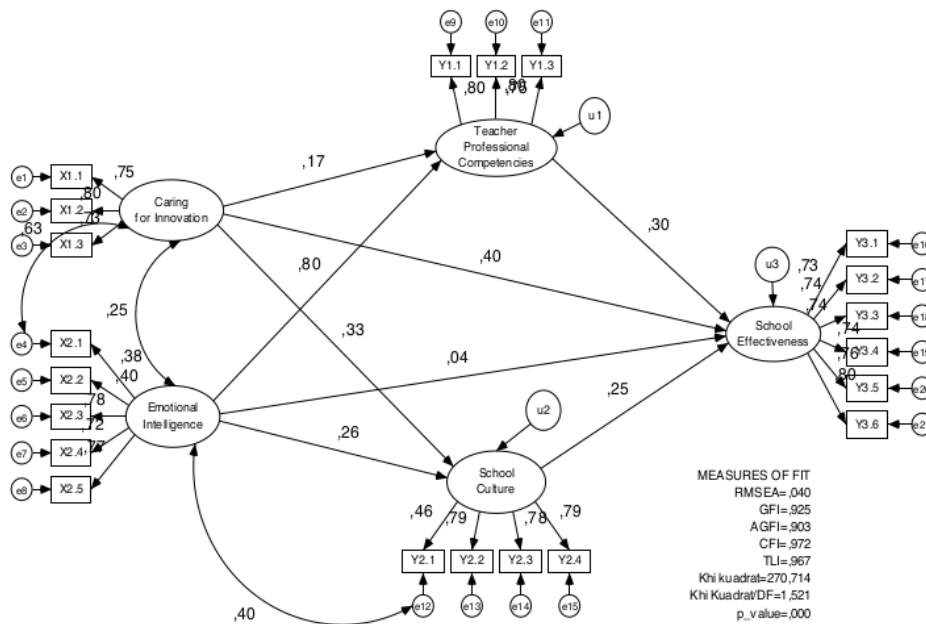 e9
e10
e11
Y1.1
Y1.2
Y1.3
,80
,75
u1
Teacher
Professional
Competencies
e1
X1.1
,75
,17
e2
X1.2
,80
Caring
for Innovation
,63
,73
e3
X1.3
,30
,80
,40
Y3.1
,73
u3
Y3.2
,74
,25
,33
Y3.3
,74
e4
X2.1
School
Effectiveness
,74
Y3.4
,38
,04
,76
e5
X2.2
,40
,80
Y3.5
,78
Emotional
Intelligence
,25
e6
X2.3
,72
u2
Y3.6
e7
X2.4
,77
,26
e8
X2.5
School
Culture
,46
,79
,78
,79
Y2.1
Y2.2
Y2.3
Y2.4
e12
e13
e14
e15
,40
MEASURES OF FIT
RMSEA=,040
GFI=,925
AGFI=,903
CFI=,972
TLI=,967
Khi kuadrat=270,714
Khi Kuadrat/DF=1,521
p_value=,000